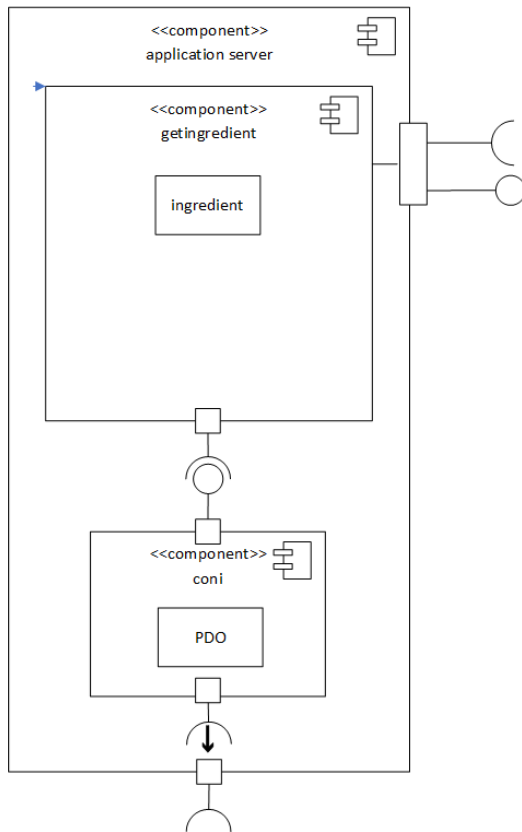 <<component>>
application server
<<component>>
getingredient
ingredient
<<component>>
coni
PDO